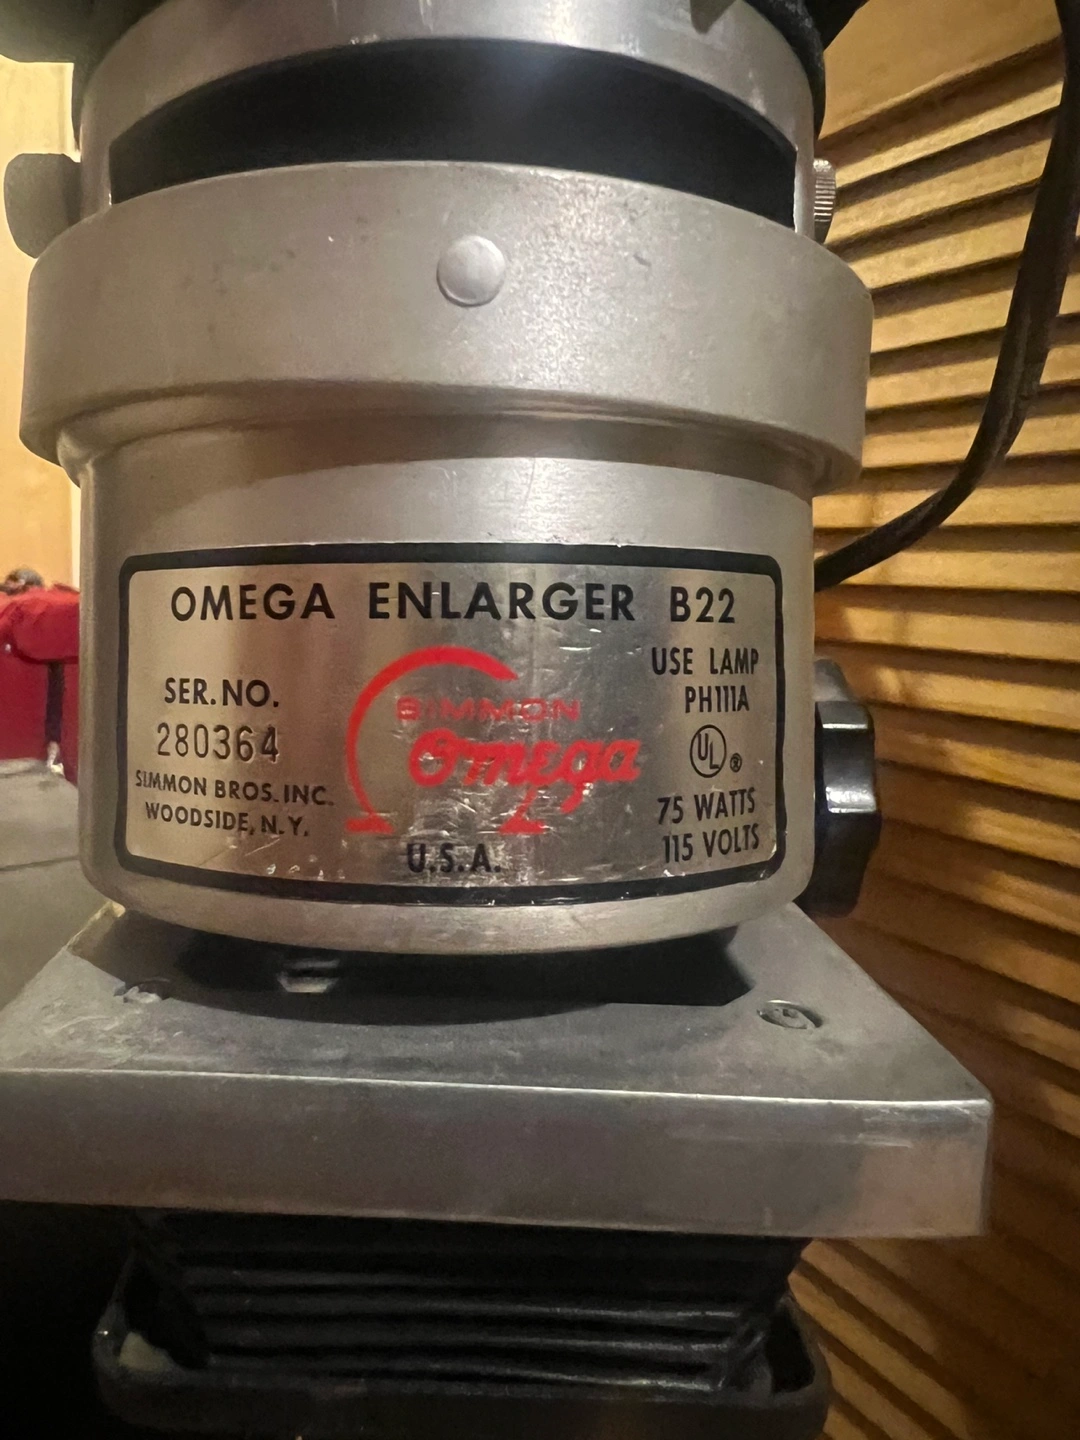 OMEGA ENLARGER B22
SER. NO.
280364
SIMMON BROS. INC.
WOODSIDE, N.Y.
SIMMON
Omega
U.S.A.
USE LAMP
PH111A
UL ®
75 WATTS
115 VOLTS